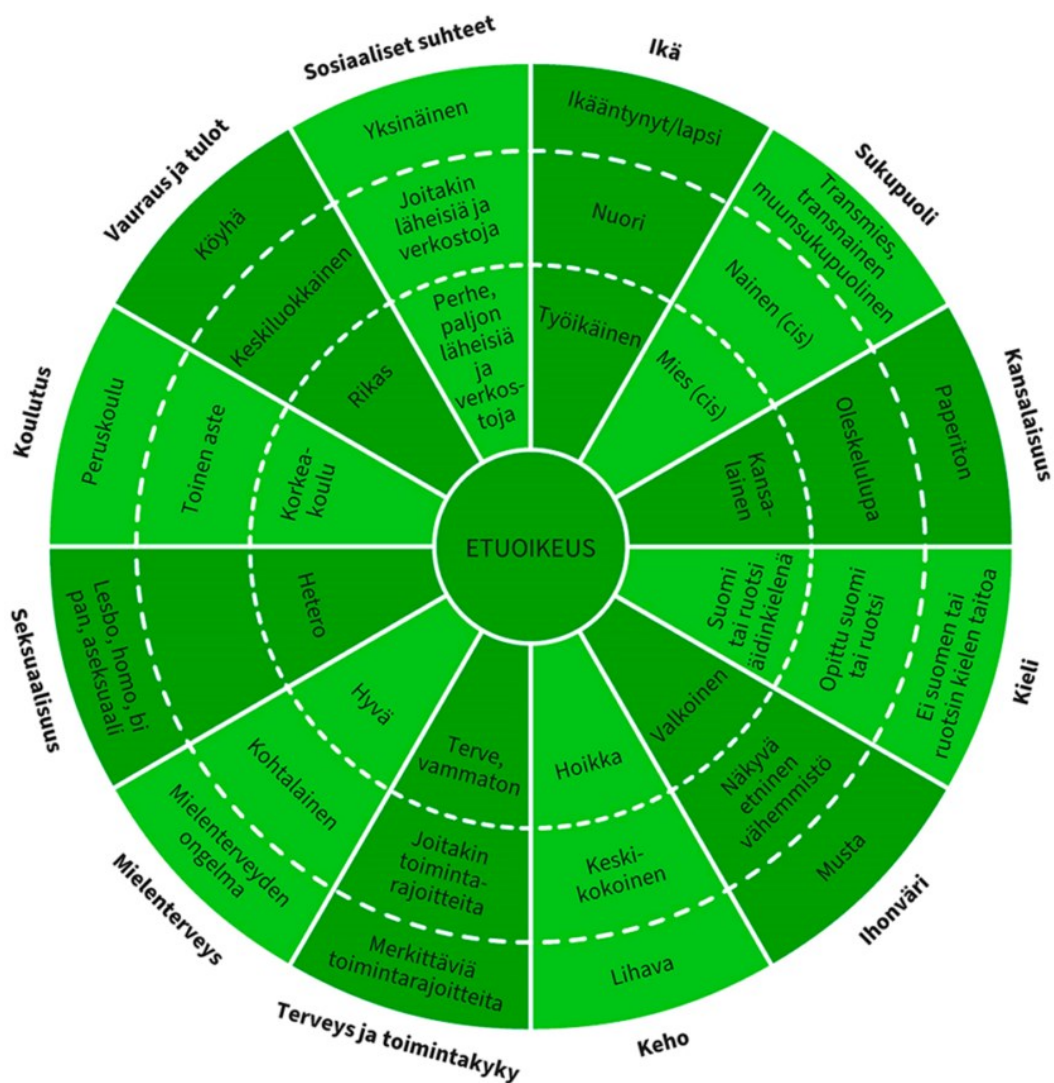 Sosiaaliset suhteet
Yksinäinen
Joitakin
läheisiä ja
verkostoja
Perhe,
paljon
läheisiä
ja
verkos-
toja
Ikä
Ikääntynyt/lapsi
Nuori
Työikäinen
Sukupuoli
Transmies,
transnainen
muunsukupuolinen
Nainen (cis)
Mies (cis)
Kansalaisuus
Paperiton
Oleskelulupa
Kansa-
lainen
Kieli
Ei suomen tai
ruotsin kielen taitoa
Opittu suomi
tai ruotsi
Suomi
tai ruotsi
äidinkielenä
Ihonväri
Musta
Näkyvä
etninen
vähemmistö
Valkoinen
Keho
Lihava
Keski-
kokoinen
Hoikka
Terveys ja toimintakyky
Merkittäviä
toimintarajoitteita
Joitakin
toiminta-
rajoitteita
Terve,
vammaton
Mielenterveys
Mielenterveyden
ongelma
Kohtalainen
Hyvä
Seksuaalisuus
Lesbo, homo, bi
pan, aseksuaali
Hetero
Koulutus
Peruskoulu
Toinen aste
Korkea-
koulu
Vauraus ja tulot
Köyhä
Keskiluokkainen
Rikas
ETUOIKEUS